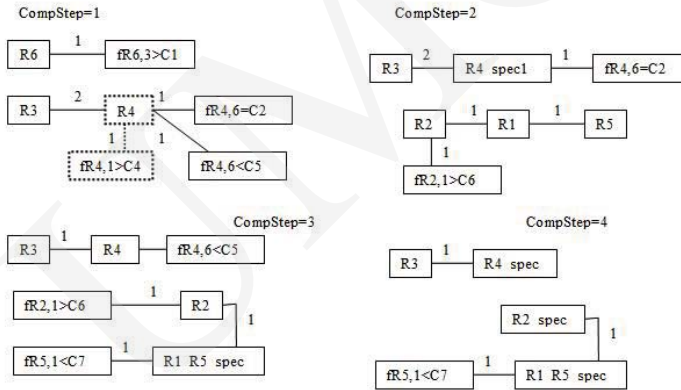 CompStep=1
R6 1 fR6,3>C1
R3 2 R4 1 fR4,6=C2
1 1
fR4,1>C4 fR4,6<C5
CompStep=2
R3 2 R4 spec1 1 fR4,6=C2
R2 1 R1 1 R5
1
fR2,1>C6
CompStep=3
R3 1 R4 fR4,6<C5
fR2,1>C6 1 R2
1
fR5,1<C7 1 R1 R5 spec
CompStep=4
R3 1 R4 spec
R2 spec
1
fR5,1<C7 1 R1 R5 spec